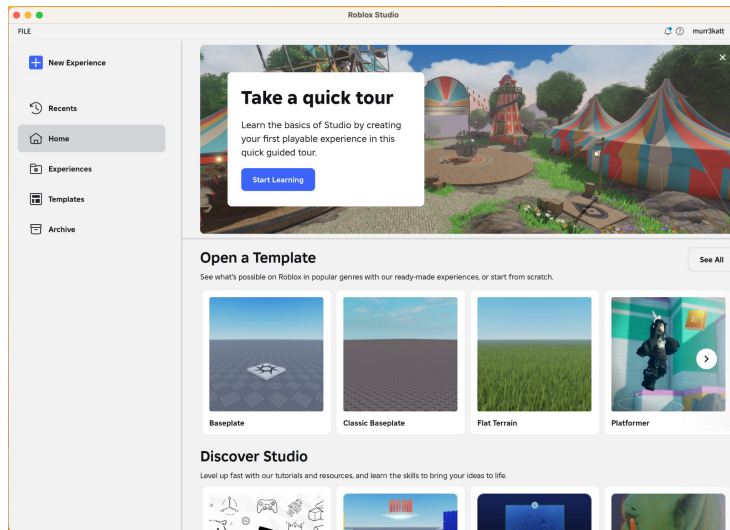 Roblox Studio
FILE
murr3katt
New Experience
Recents
Home
Experiences
Templates
Archive
Take a quick tour
Learn the basics of Studio by creating
your first playable experience in this
quick guided tour.
Start Learning
Open a Template
See All
See what's possible on Roblox in popular genres with our ready-made experiences, or start from scratch.
Baseplate
Classic Baseplate
Flat Terrain
Platformer
Discover Studio
Level up fast with our tutorials and resources, and learn the skills to bring your ideas to life.